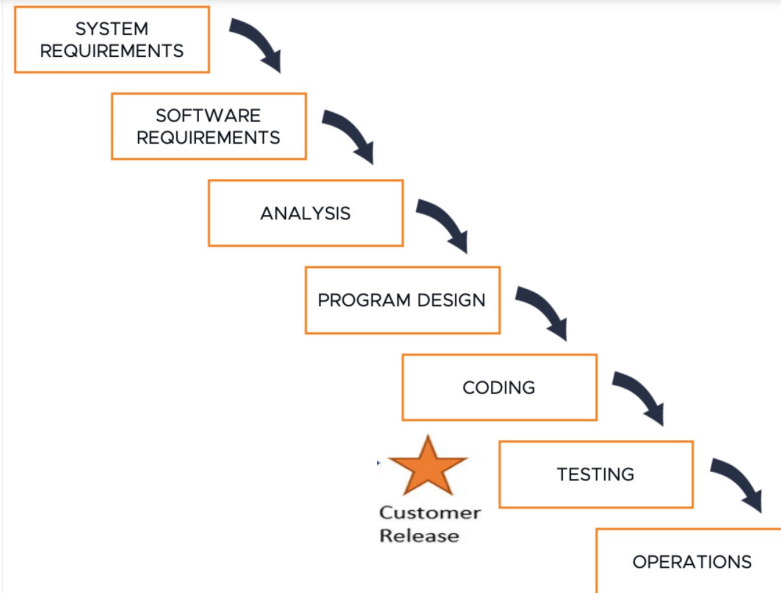 SYSTEM
REQUIREMENTS
SOFTWARE
REQUIREMENTS
ANALYSIS
PROGRAM DESIGN
CODING
TESTING
Customer
Release
OPERATIONS